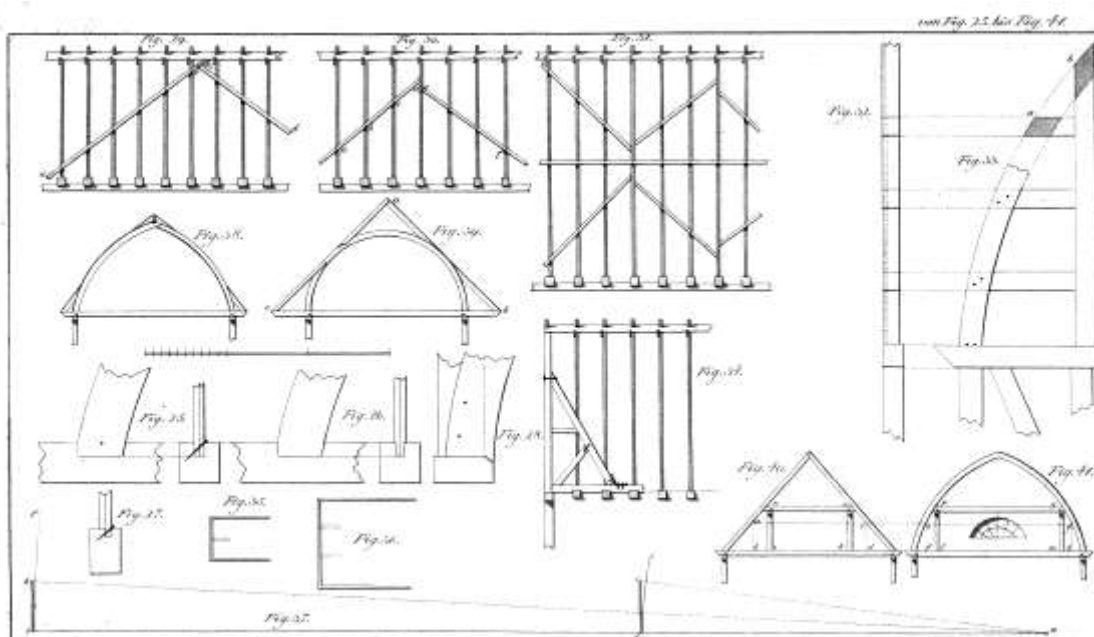 von Fig. 25. bis Fig. 41.
Fig. 29.
Fig. 30.
Fig. 31.
Fig. 32.
Fig. 33.
Fig. 38.
Fig. 39.
Fig. 34.
Fig. 25.
Fig. 26.
Fig. 28.
Fig. 40.
Fig. 41.
Fig. 27.
Fig. 35.
Fig. 36.
Fig. 37.